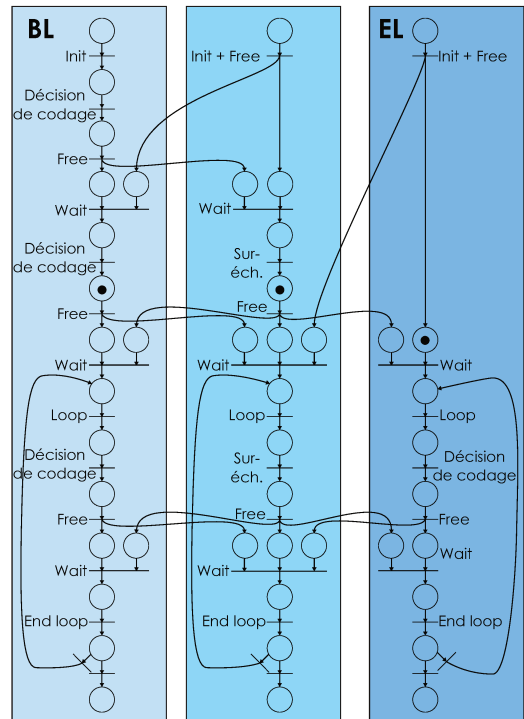 BL
EL
Init
Init + Free
Init + Free
Décision
de codage
Free
Wait
Wait
Décision
de codage
Sur-
éch.
Free
Free
Wait
Wait
Wait
Loop
Loop
Loop
Décision
de codage
Sur-
éch.
Décision
de codage
Free
Free
Free
Wait
Wait
Wait
End loop
End loop
End loop